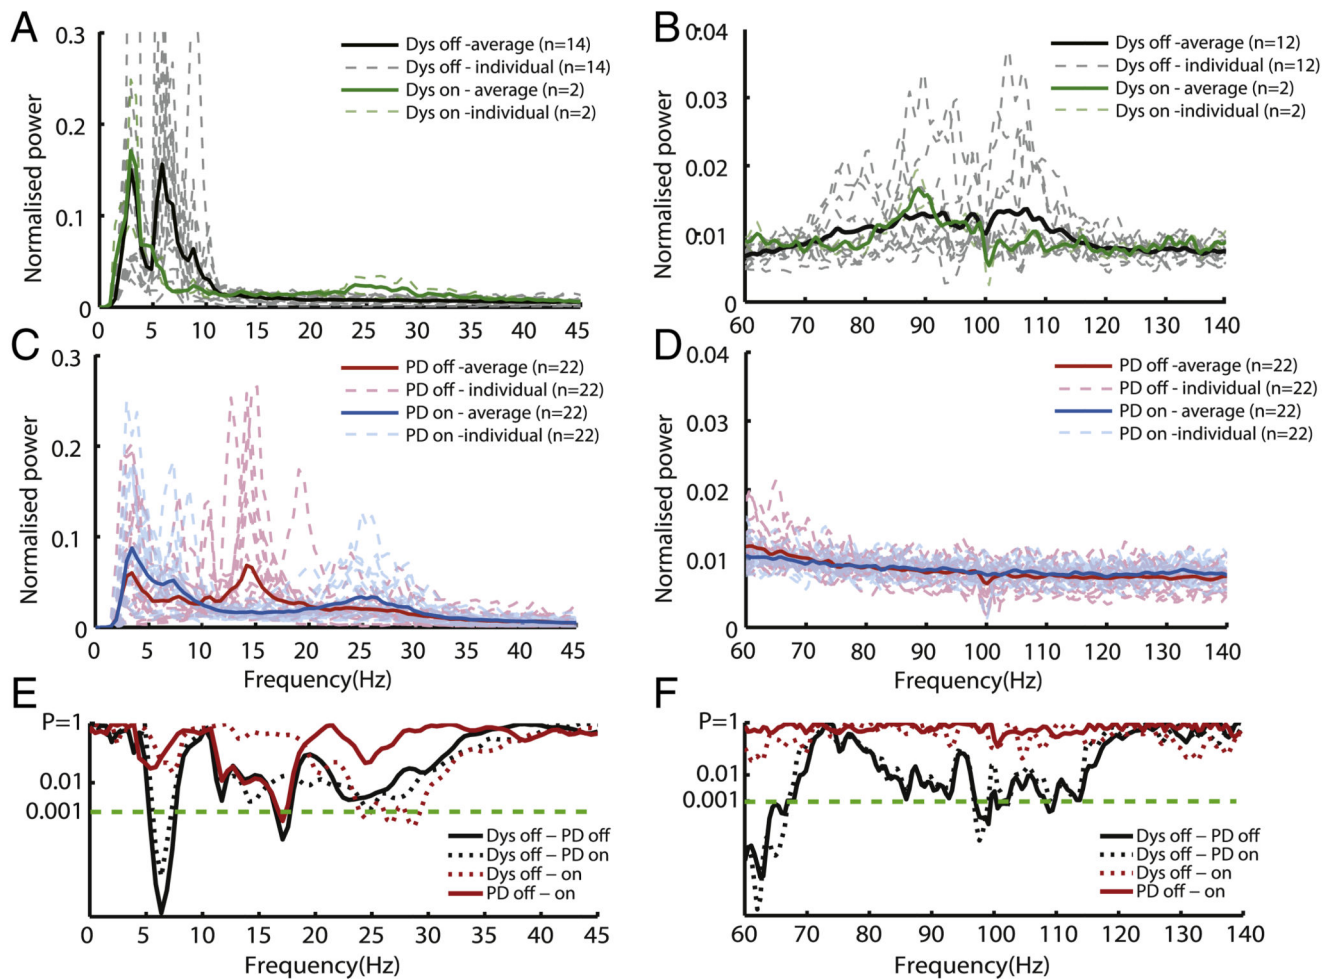 A
Normalised power
0.3
0.2
0.1
0
Dys off -average (n=14)
Dys off - individual (n=14)
Dys on - average (n=2)
Dys on -individual (n=2)
0 5 10 15 20 25 30 35 40 45
B
Normalised power
0.04
0.03
0.02
0.01
0
Dys off -average (n=12)
Dys off - individual (n=12)
Dys on - average (n=2)
Dys on -individual (n=2)
60 70 80 90 100 110 120 130 140
C
Normalised power
0.3
0.2
0.1
0
PD off -average (n=22)
PD off - individual (n=22)
PD on - average (n=22)
PD on -individual (n=22)
0 5 10 15 20 25 30 35 40 45
Frequency(Hz)
D
Normalised power
0.04
0.03
0.02
0.01
0
PD off -average (n=22)
PD off - individual (n=22)
PD on - average (n=22)
PD on -individual (n=22)
60 70 80 90 100 110 120 130 140
Frequency(Hz)
E
P=1
0.01
0.001
Dys off – PD off
Dys off – PD on
Dys off – on
PD off – on
0 5 10 15 20 25 30 35 40 45
Frequency(Hz)
F
P=1
0.01
0.001
Dys off – PD off
Dys off – PD on
Dys off – on
PD off – on
60 70 80 90 100 110 120 130 140
Frequency(Hz)